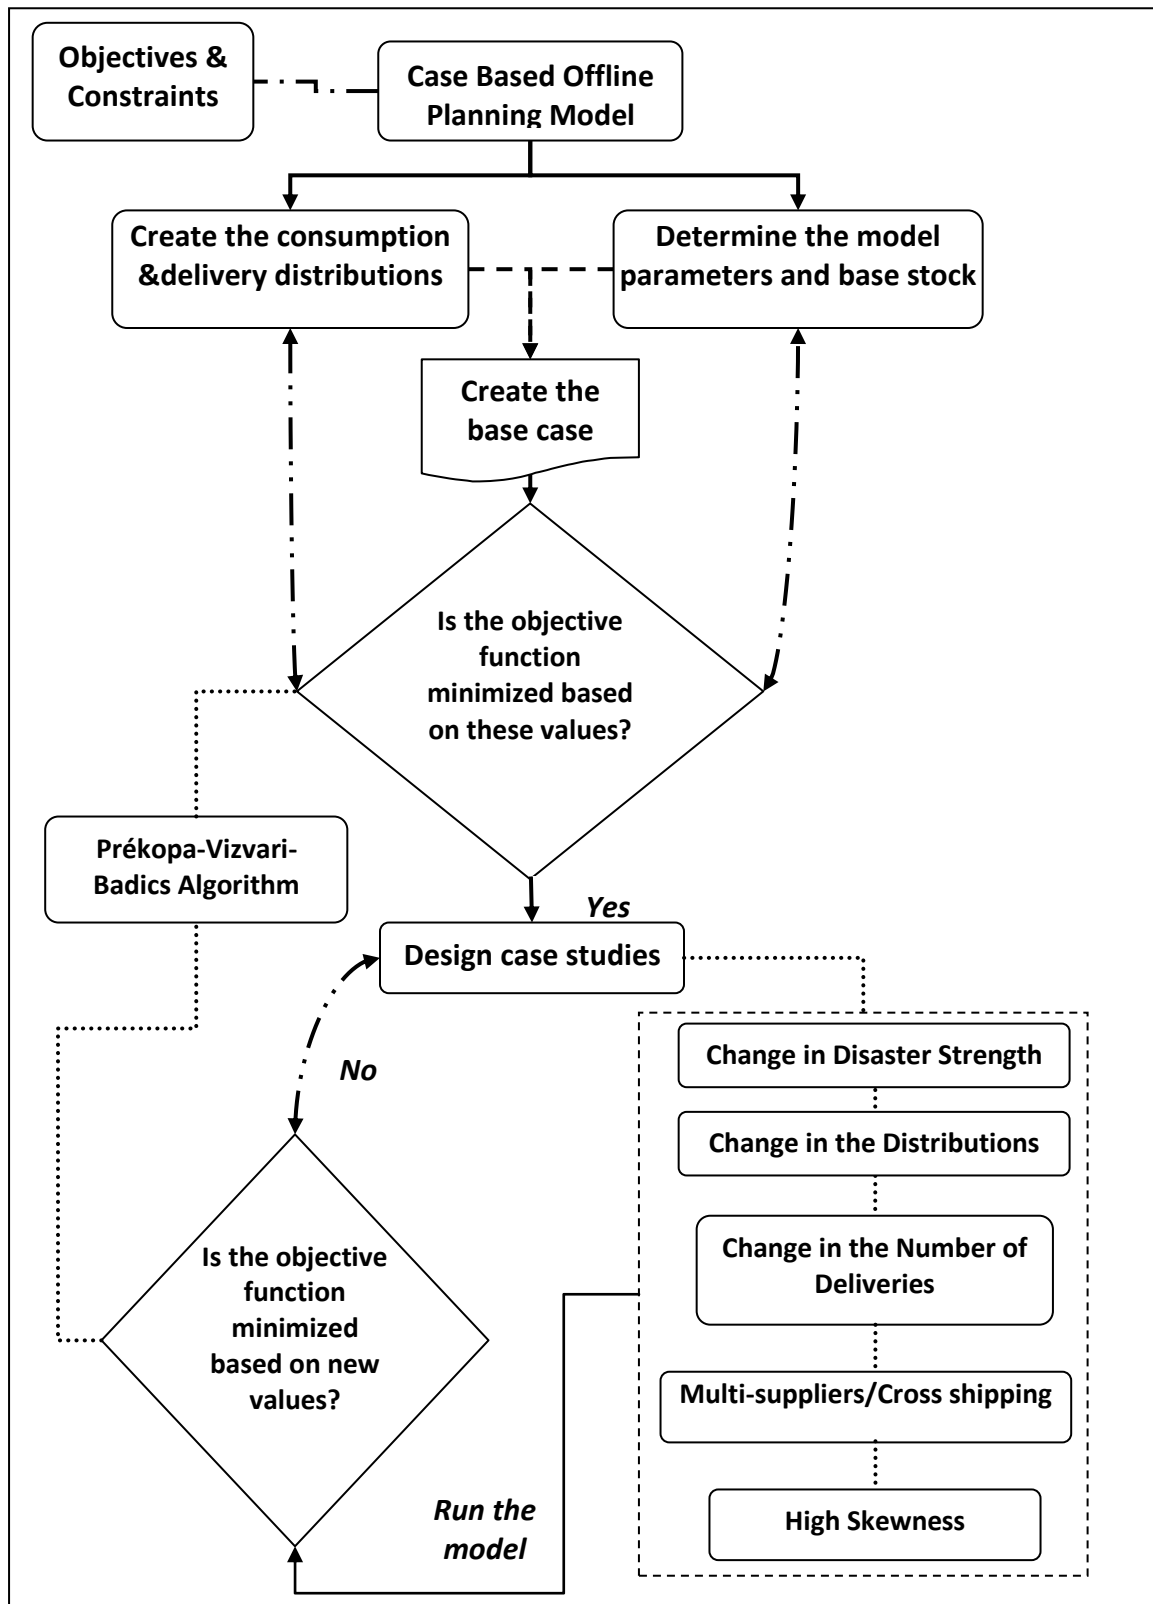 Objectives &
Constraints
Case Based Offline
Planning Model
Create the consumption
&delivery distributions
Determine the model
parameters and base stock
Create the
base case
Is the objective
function
minimized based
on these values?
Prékopa-Vizvari-
Badics Algorithm
Yes
Design case studies
No
Change in Disaster Strength
Change in the Distributions
Change in the Number of
Deliveries
Multi-suppliers/Cross shipping
High Skewness
Is the objective
function
minimized
based on new
values?
Run the
model